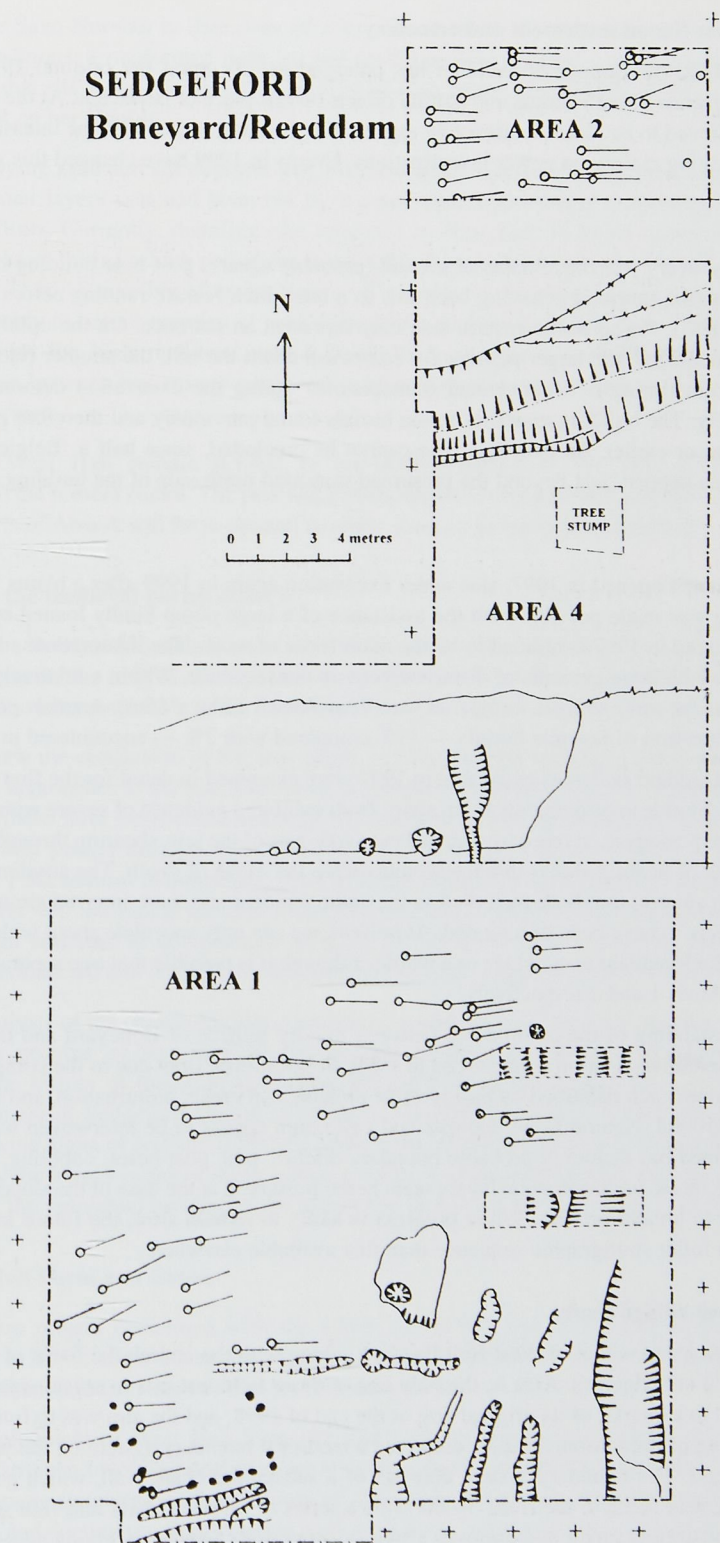 SEDGEFORD
Boneyard/Reeddam
AREA 2
N
TREE
STUMP
0 1 2 3 4 metres
AREA 4
AREA 1